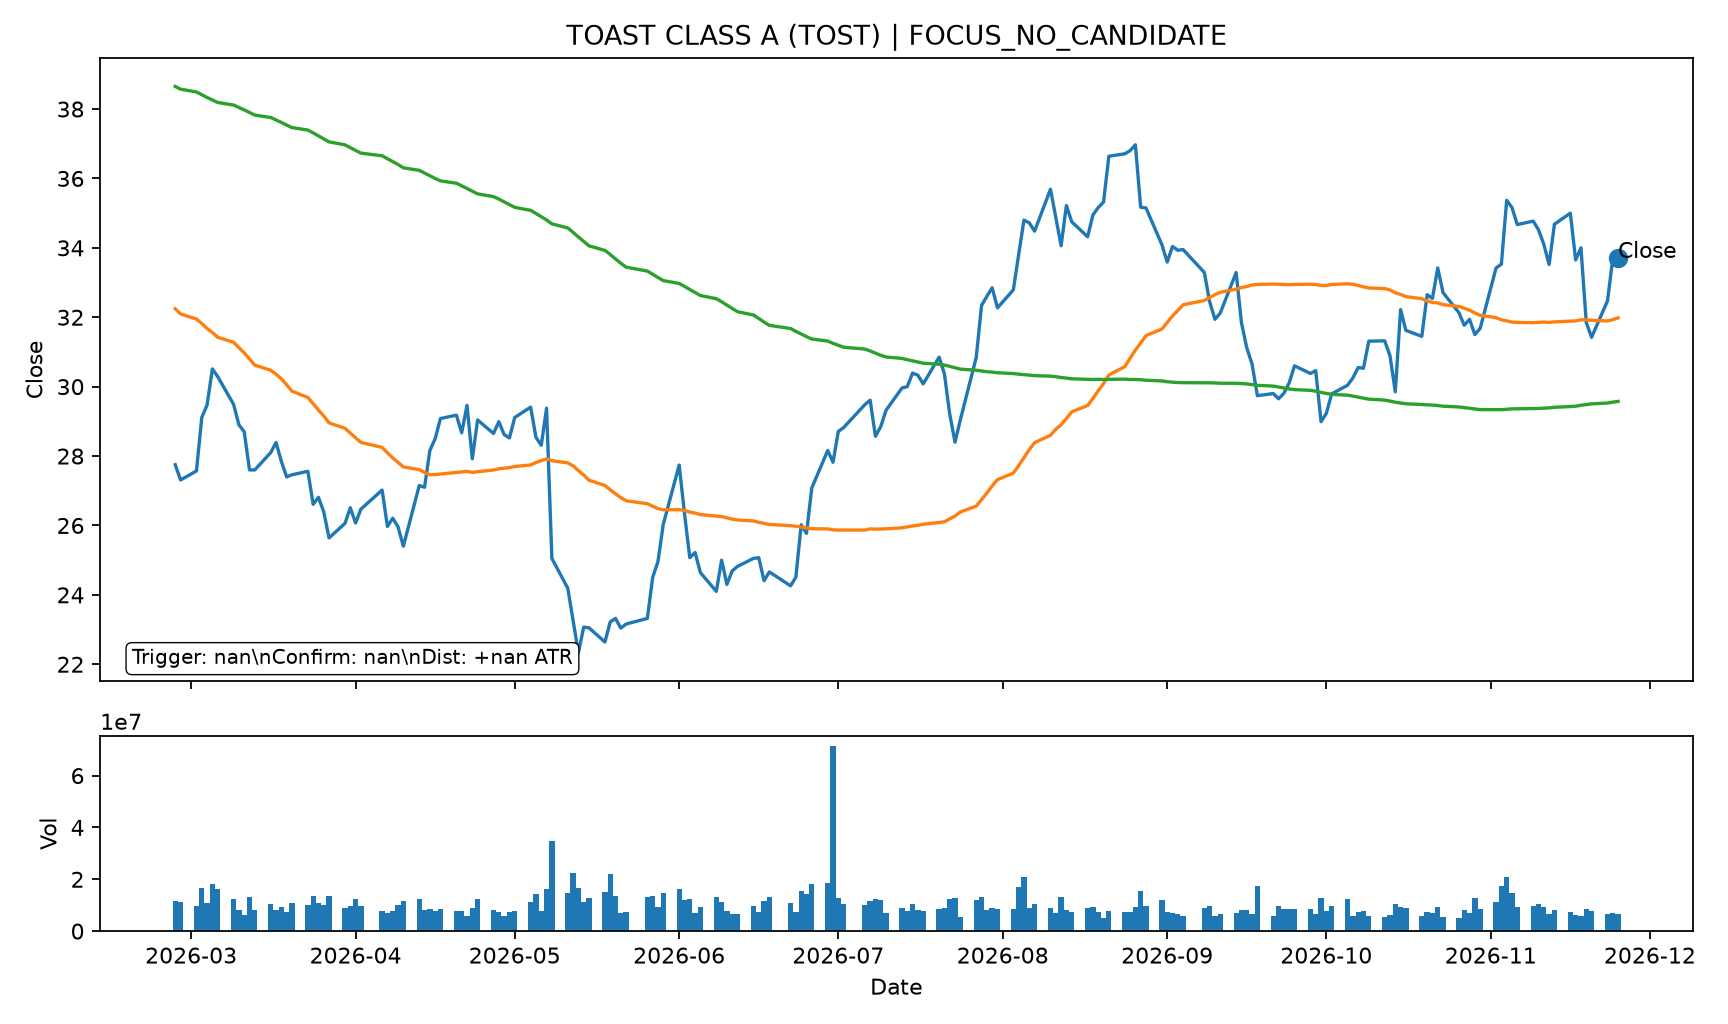 TOAST CLASS A (TOST) | FOCUS_NO_CANDIDATE
Close
38
36
34
32
30
28
26
24
22
Close
Trigger: nan\nConfirm: nan\nDist: +nan ATR
1e7
Vol
6
4
2
0
2026-03 2026-04 2026-05 2026-06 2026-07 2026-08 2026-09 2026-10 2026-11 2026-12
Date